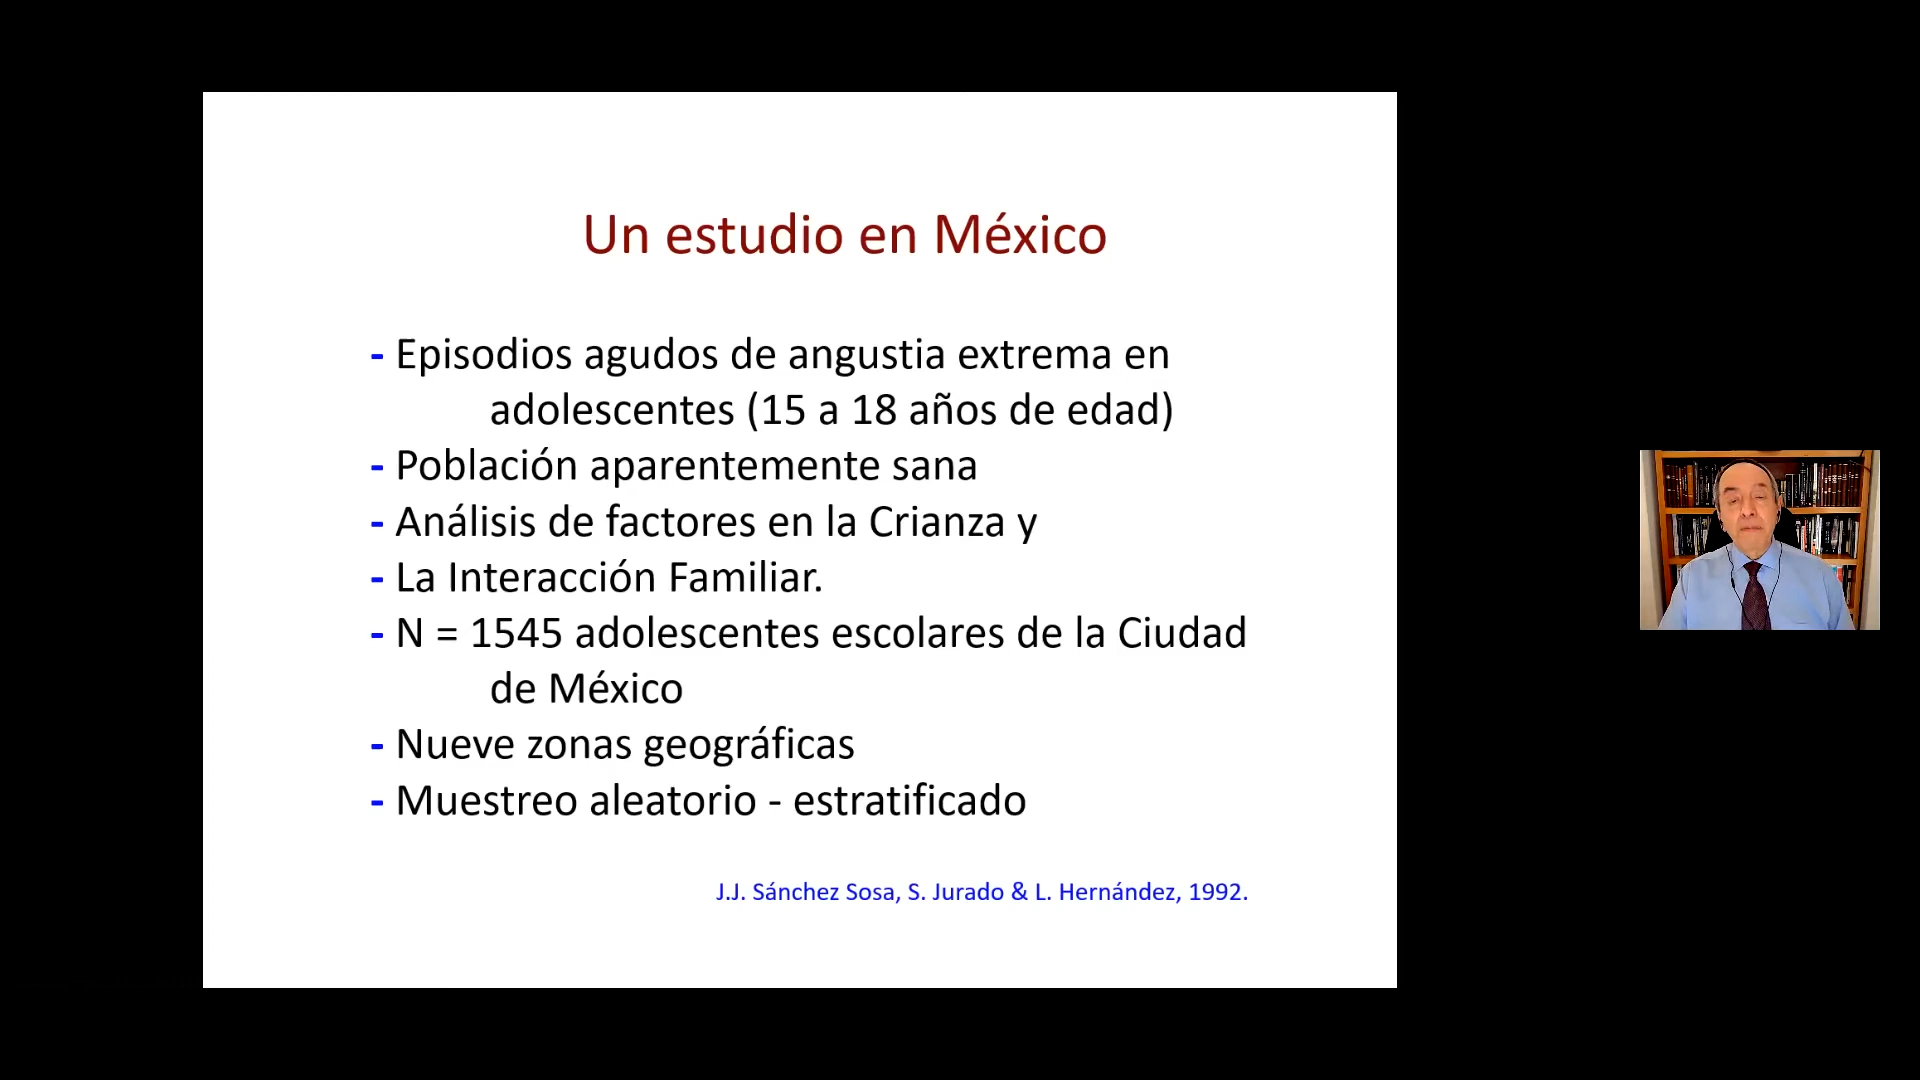 Un estudio en México
- Episodios agudos de angustia extrema en
adolescentes (15 a 18 años de edad)
- Población aparentemente sana
- Análisis de factores en la Crianza y
- La Interacción Familiar.
- N = 1545 adolescentes escolares de la Ciudad
de México
- Nueve zonas geográficas
- Muestreo aleatorio - estratificado
J.J. Sánchez Sosa, S. Jurado & L. Hernández, 1992.